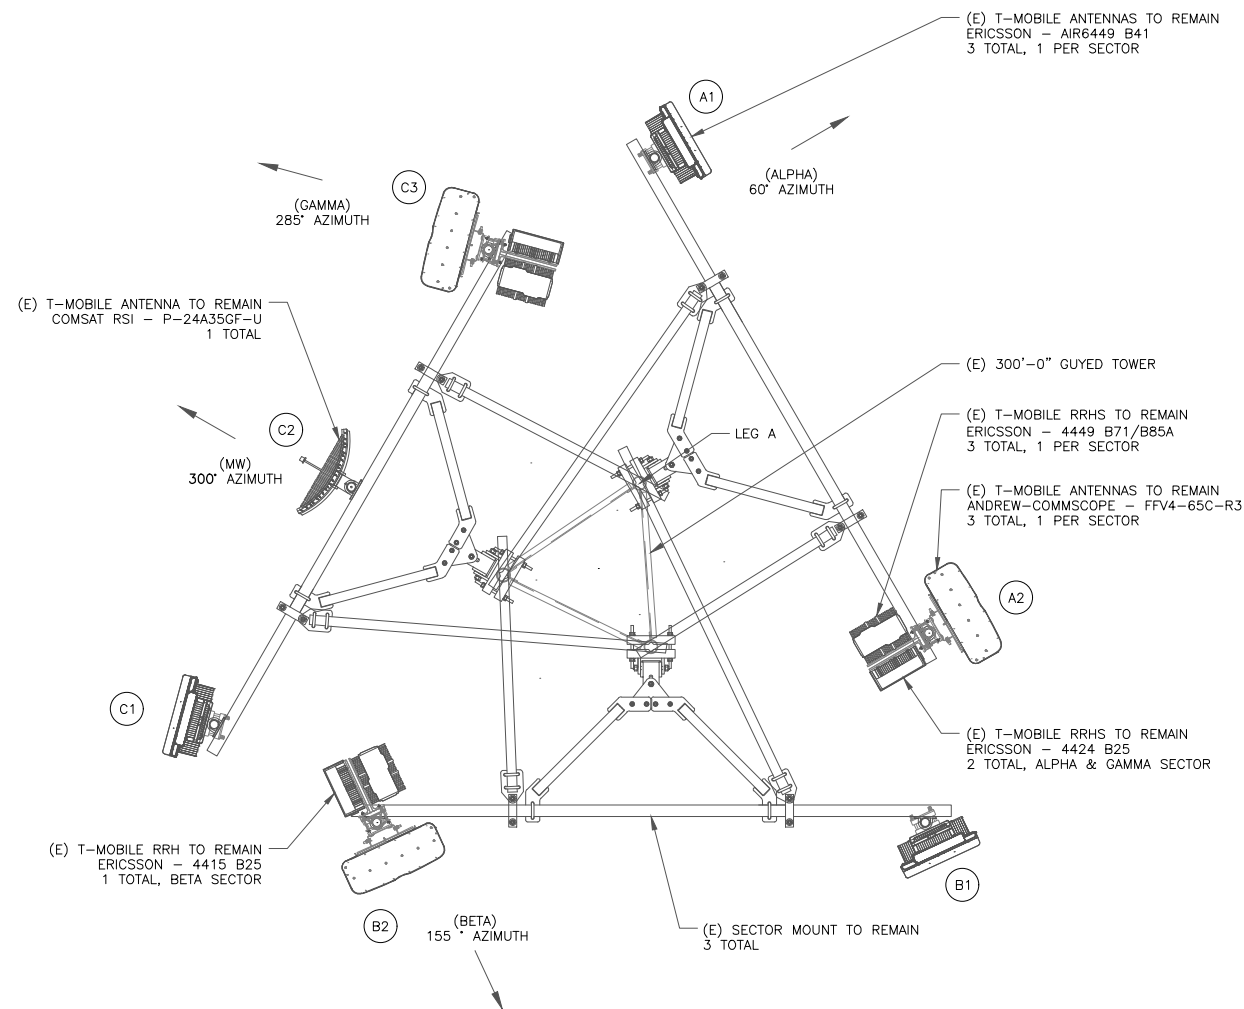 (E) T-MOBILE ANTENNAS TO REMAIN
ERICSSON - AIR6449 B41
3 TOTAL, 1 PER SECTOR
A1
(ALPHA)
60° AZIMUTH
C3
(GAMMA)
285° AZIMUTH
(E) T-MOBILE ANTENNA TO REMAIN
COMSAT RSI - P-24A35GF-U
1 TOTAL
(E) 300'-0" GUYED TOWER
C2
(MW)
300° AZIMUTH
LEG A
(E) T-MOBILE RRHS TO REMAIN
ERICSSON - 4449 B71/B85A
3 TOTAL, 1 PER SECTOR
(E) T-MOBILE ANTENNAS TO REMAIN
ANDREW-COMMSCOPE - FFV4-65C-R3
3 TOTAL, 1 PER SECTOR
A2
C1
(E) T-MOBILE RRHS TO REMAIN
ERICSSON - 4424 B25
2 TOTAL, ALPHA & GAMMA SECTOR
(E) T-MOBILE RRH TO REMAIN
ERICSSON - 4415 B25
1 TOTAL, BETA SECTOR
B1
B2
(BETA)
155 ° AZIMUTH
(E) SECTOR MOUNT TO REMAIN
3 TOTAL